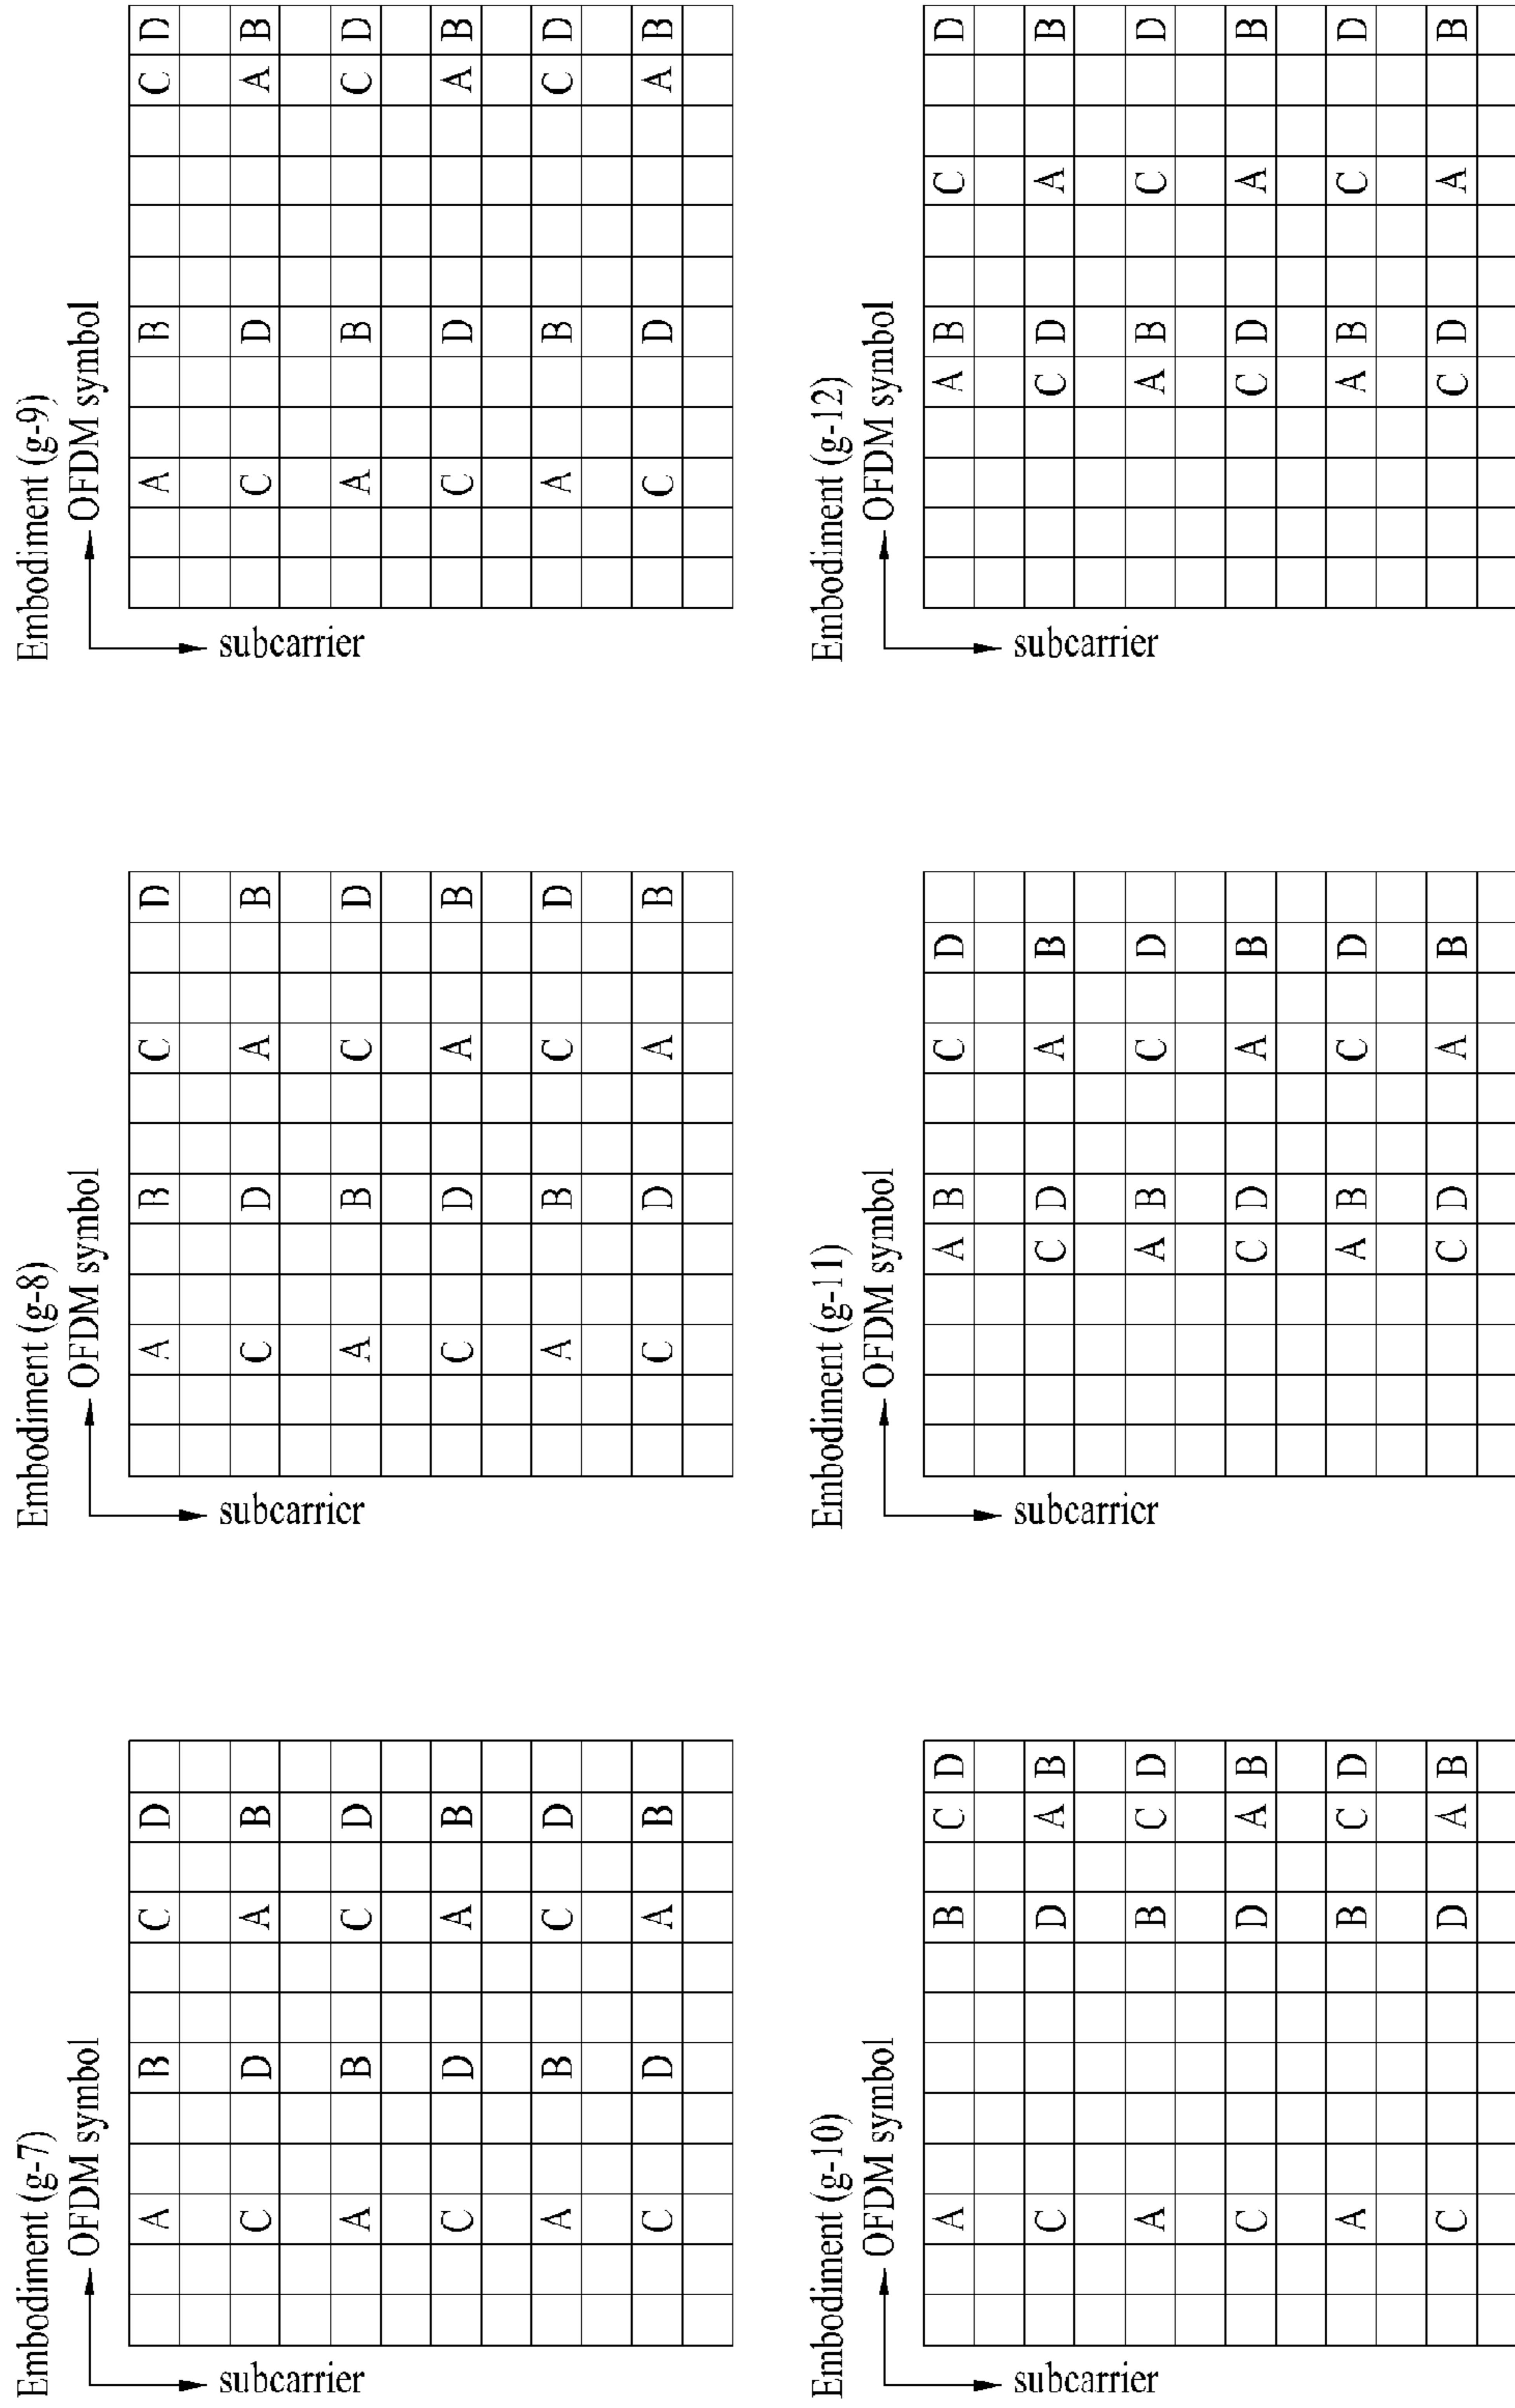 Embodiment (g-7)
OFDM symbol
subcarrier
A B C D
C D A B
A B C D
C D A B
A B C D
C D A B
Embodiment (g-8)
OFDM symbol
subcarrier
A B C D
C D A B
A B C D
C D A B
A B C D
C D A B
Embodiment (g-9)
OFDM symbol
subcarrier
A B C D
C D A B
A B C D
C D A B
A B C D
C D A B
Embodiment (g-10)
OFDM symbol
subcarrier
A B C D
C D A B
A B C D
C D A B
A B C D
C D A B
Embodiment (g-11)
OFDM symbol
subcarrier
A B C D
C D A B
A B C D
C D A B
A B C D
C D A B
Embodiment (g-12)
OFDM symbol
subcarrier
A B C D
C D A B
A B C D
C D A B
A B C D
C D A B